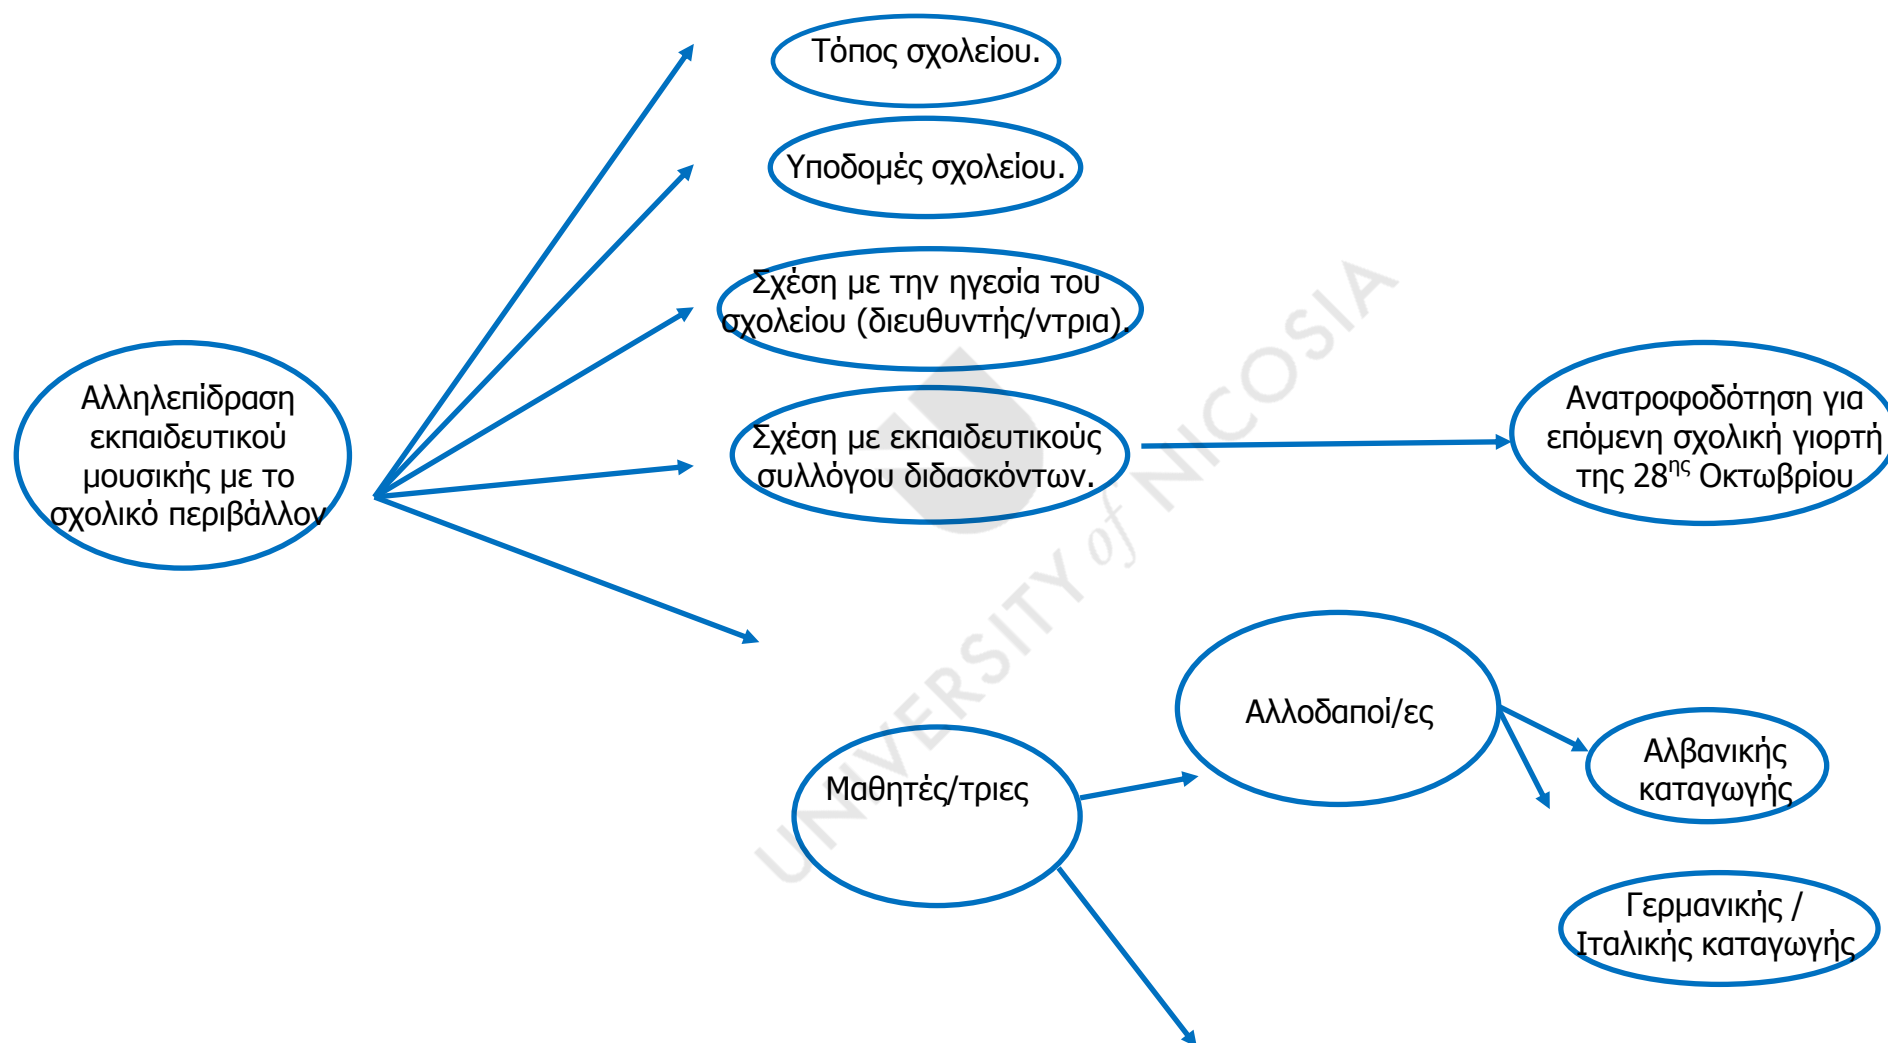 Τόπος σχολείου.
Υποδομές σχολείου.
Σχέση με την ηγεσία του
σχολείου (διευθυντής/ντρια).
Αλληλεπίδραση
εκπαιδευτικού
μουσικής με το
σχολικό περιβάλλον
Σχέση με εκπαιδευτικούς
συλλόγου διδασκόντων.
Ανατροφοδότηση για
επόμενη σχολική γιορτή
της 28ης Οκτωβρίου
Αλλοδαποί/ες
Μαθητές/τριες
Αλβανικής
καταγωγής
Γερμανικής /
Ιταλικής καταγωγής
UNIVERSITY of NICOSIA